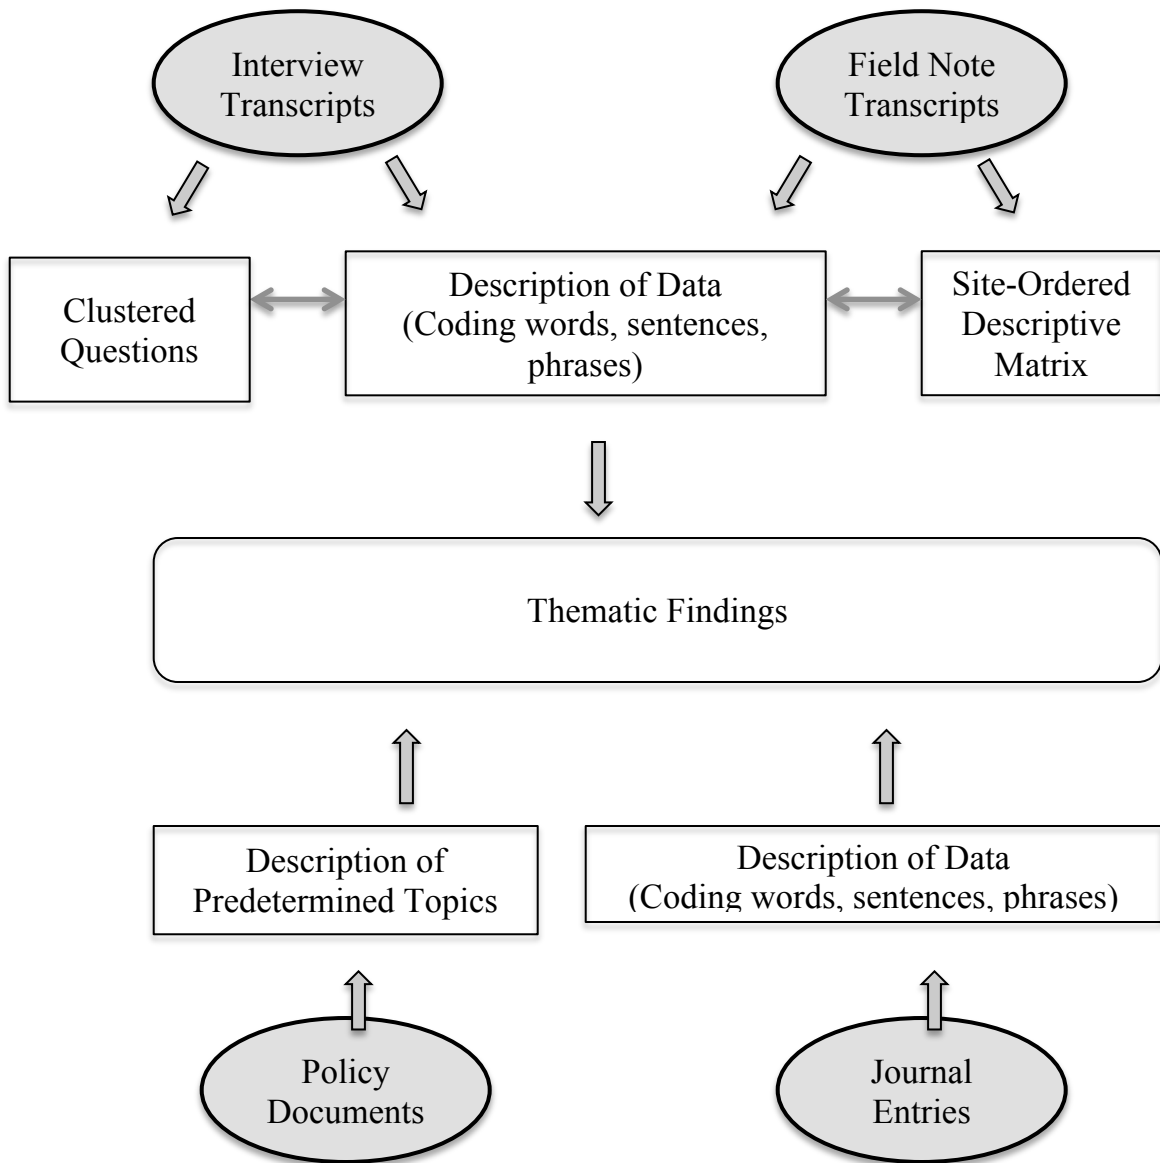 Interview
Transcripts
Field Note
Transcripts
Clustered
Questions
Description of Data
(Coding words, sentences,
phrases)
Site-Ordered
Descriptive
Matrix
Thematic Findings
Description of
Predetermined Topics
Description of Data
(Coding words, sentences, phrases)
Policy
Documents
Journal
Entries